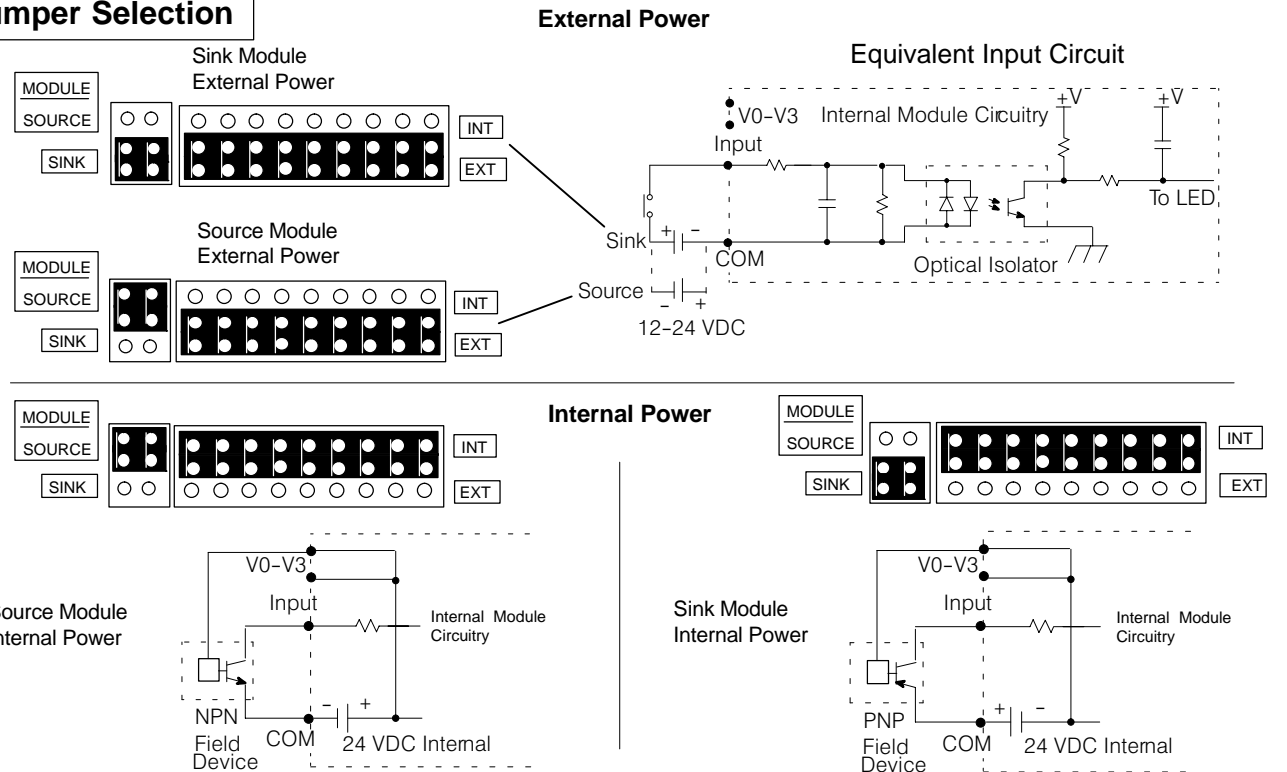 umper Selection
External Power
Sink Module
External Power
MODULE
SOURCE
SINK
INT
EXT
Source Module
External Power
MODULE
SOURCE
SINK
INT
EXT
Equivalent Input Circuit
V0–V3
Internal Module Circuitry
+V
+V
Input
To LED
Sink
+
–
COM
Optical Isolator
Source
–
+
12–24 VDC
Internal Power
MODULE
SOURCE
SINK
INT
EXT
V0–V3
Input
Internal Module
Circuitry
ource Module
nternal Power
NPN
Field
Device
COM
–
+
24 VDC Internal
MODULE
SOURCE
SINK
INT
EXT
V0–V3
Input
Internal Module
Circuitry
Sink Module
Internal Power
PNP
Field
Device
COM
+
–
24 VDC Internal